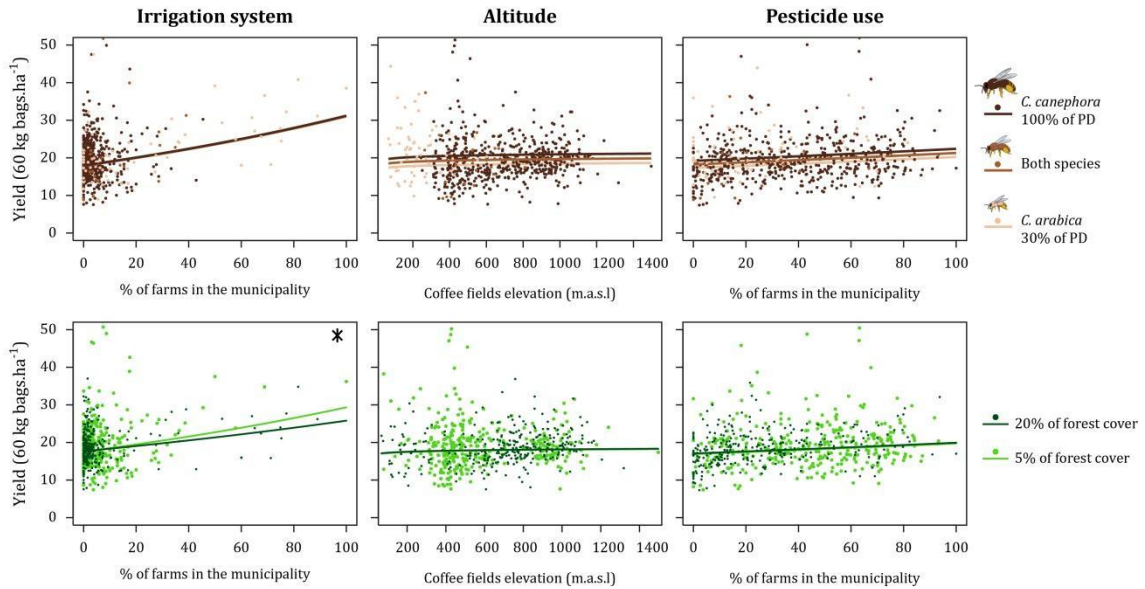 Irrigation system
Altitude
Pesticide use
Yield (60 kg bags.ha⁻¹)
50
40
30
20
10
0
0 20 40 60 80 100
% of farms in the municipality
200 400 600 800 1000 1200 1400
Coffee fields elevation (m.a.s.l)
0 20 40 60 80 100
% of farms in the municipality
C. canephora
100% of PD
Both species
C. arabica
30% of PD
Yield (60 kg bags.ha⁻¹)
50
40
30
20
10
0
*
0 20 40 60 80 100
% of farms in the municipality
200 400 600 800 1000 1200 1400
Coffee fields elevation (m.a.s.l)
0 20 40 60 80 100
% of farms in the municipality
20% of forest cover
5% of forest cover